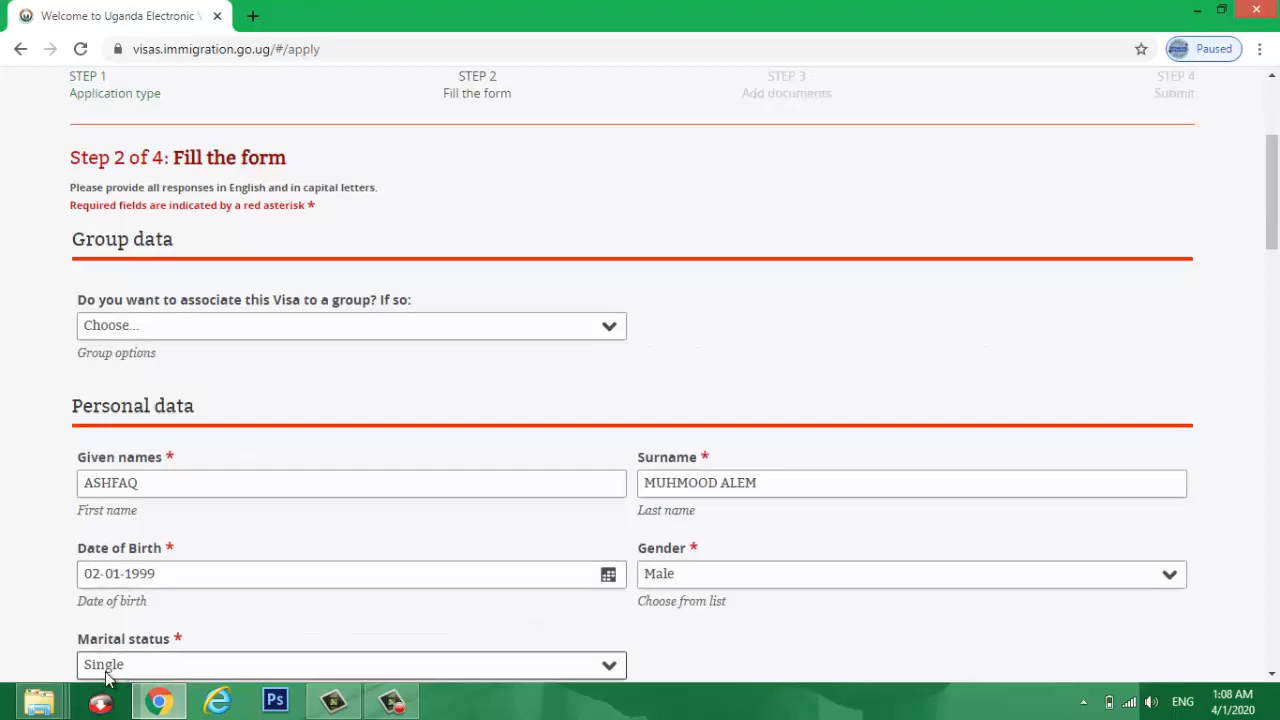 Welcome to Uganda Electronic
visas.immigration.go.ug/#/apply
Paused
STEP 1
Application type
STEP 2
Fill the form
STEP 3
Add documents
STEP 4
Submit
Step 2 of 4: Fill the form
Please provide all responses in English and in capital letters.
Required fields are indicated by a red asterisk *
Group data
Do you want to associate this Visa to a group? If so:
Choose...
Group options
Personal data
Given names *
ASHFAQ
First name
Surname *
MUHMOOD ALEM
Last name
Date of Birth *
02-01-1999
Date of birth
Gender *
Male
Choose from list
Marital status *
Single
Ps
ENG
1:08 AM
4/1/2020